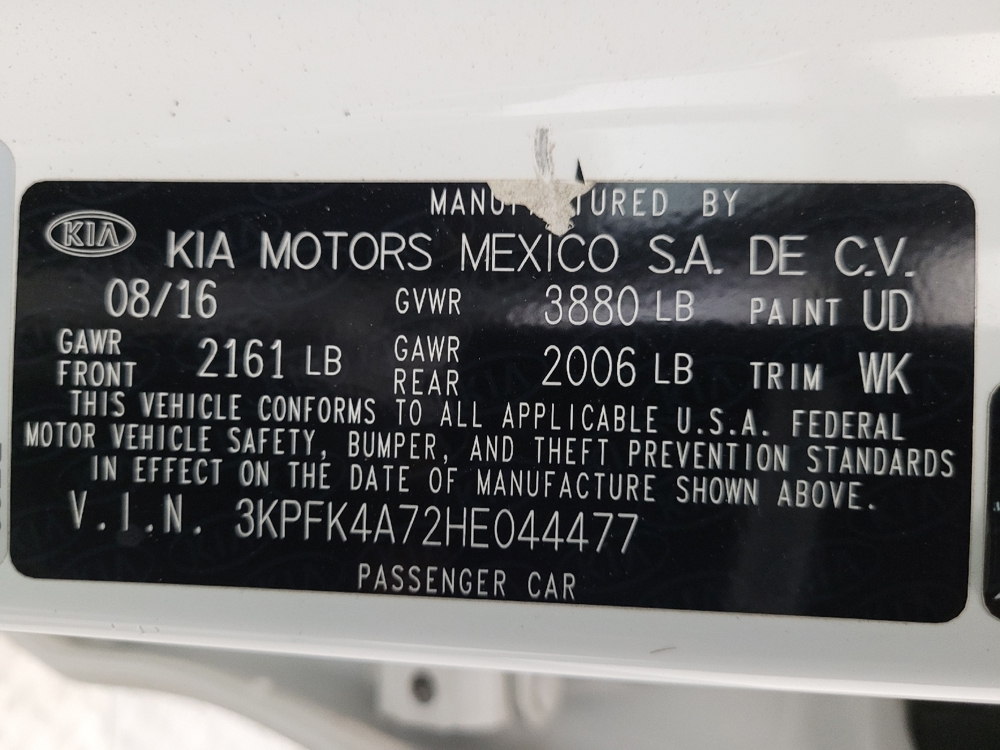 MANUFACTURED BY
KIA
KIA MOTORS MEXICO S.A. DE C.V.
08/16 GVWR 3880 LB PAINT UD
GAWR FRONT 2161 LB GAWR REAR 2006 LB TRIM WK
THIS VEHICLE CONFORMS TO ALL APPLICABLE U.S.A. FEDERAL
MOTOR VEHICLE SAFETY, BUMPER, AND THEFT PREVENTION STANDARDS
IN EFFECT ON THE DATE OF MANUFACTURE SHOWN ABOVE.
V.I.N. 3KPFK4A72HE044477
PASSENGER CAR